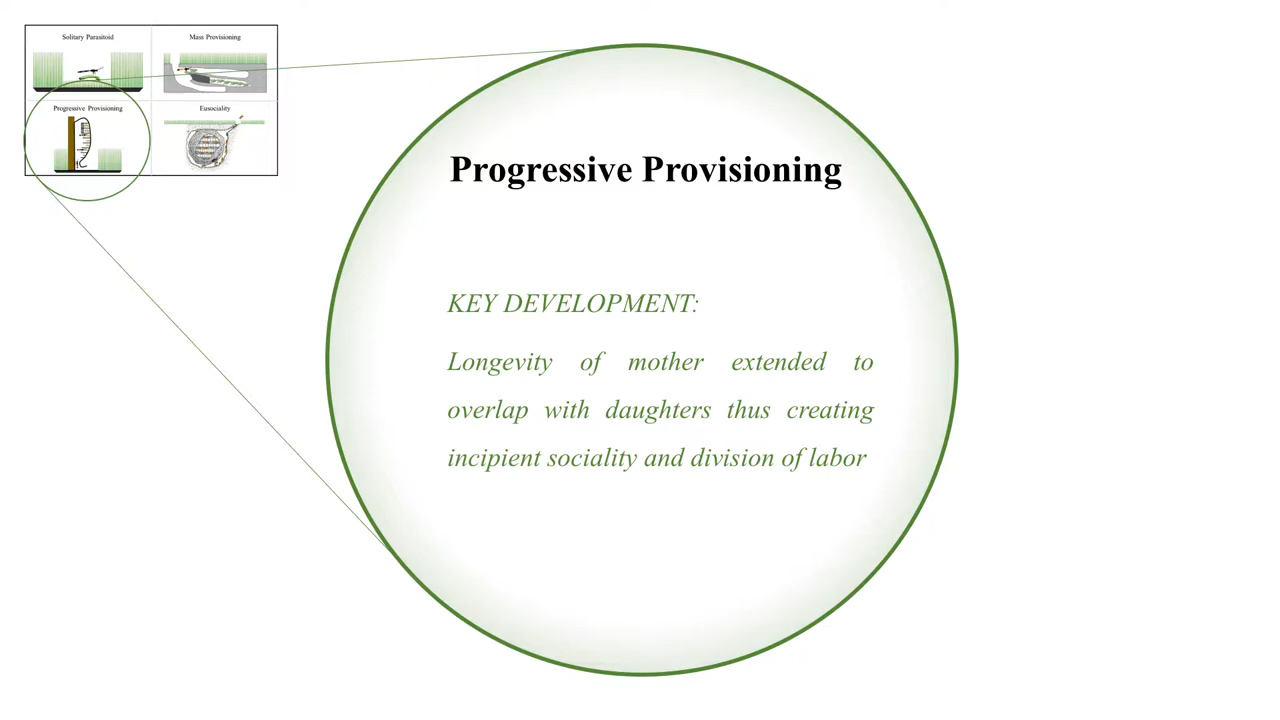 Solitary Parasitoid
Mass Provisioning
Progressive Provisioning
Eusociality
Progressive Provisioning
KEY DEVELOPMENT:
Longevity of mother extended to
overlap with daughters thus creating
incipient sociality and division of labor